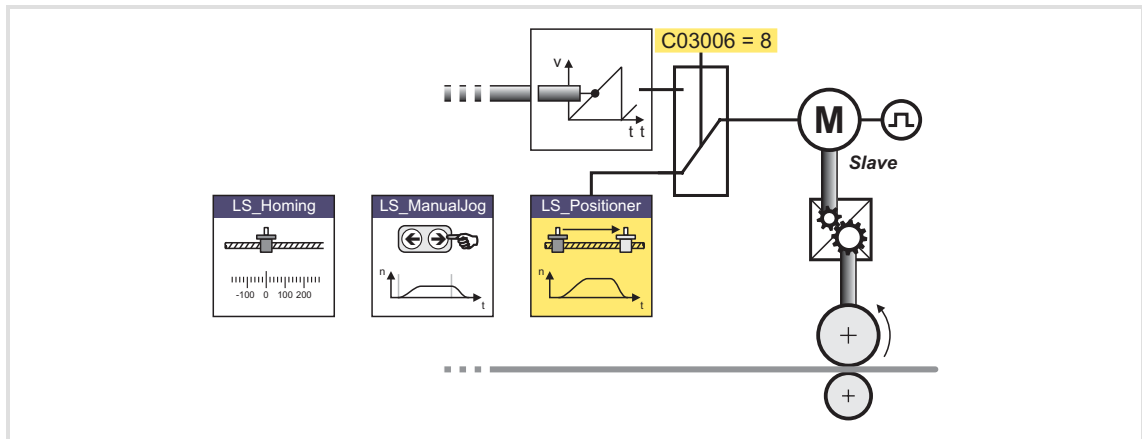 C03006 = 8
v
t t
M
Slave
LS_Homing
-100 0 100 200
LS_ManualJog
n
t
LS_Positioner
n
t